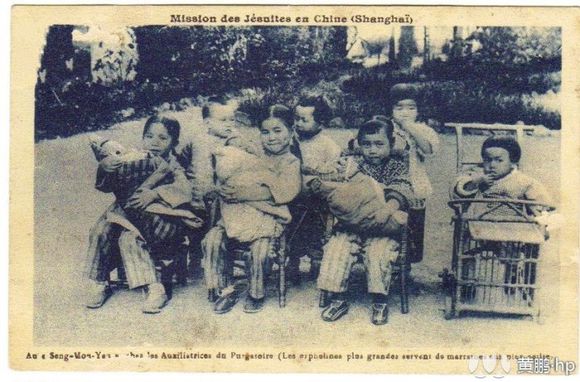 Mission des Jésuites en Chine (Shanghaï)
Seng-Mou-Yeu chez les Auxiliatrices du Purgatoire (Les orphelines plus grandes servent de marraines
黄鹏·hp